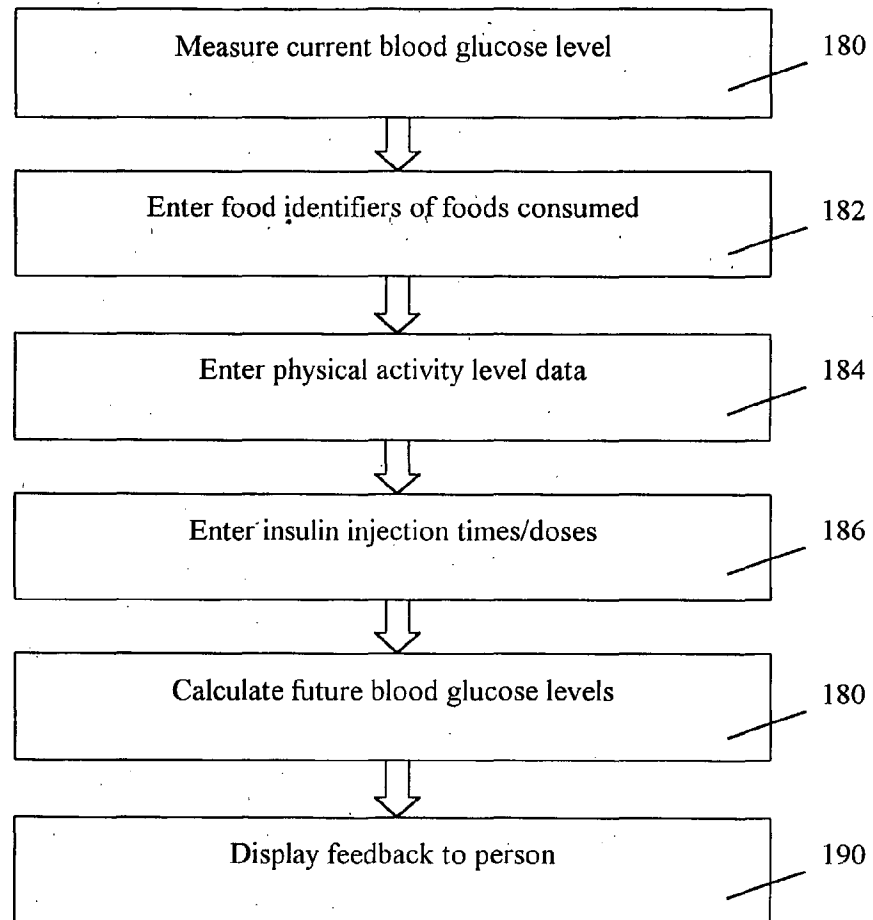 Measure current blood glucose level 180
Enter food identifiers of foods consumed 182
Enter physical activity level data 184
Enter insulin injection times/doses 186
Calculate future blood glucose levels 180
Display feedback to person 190